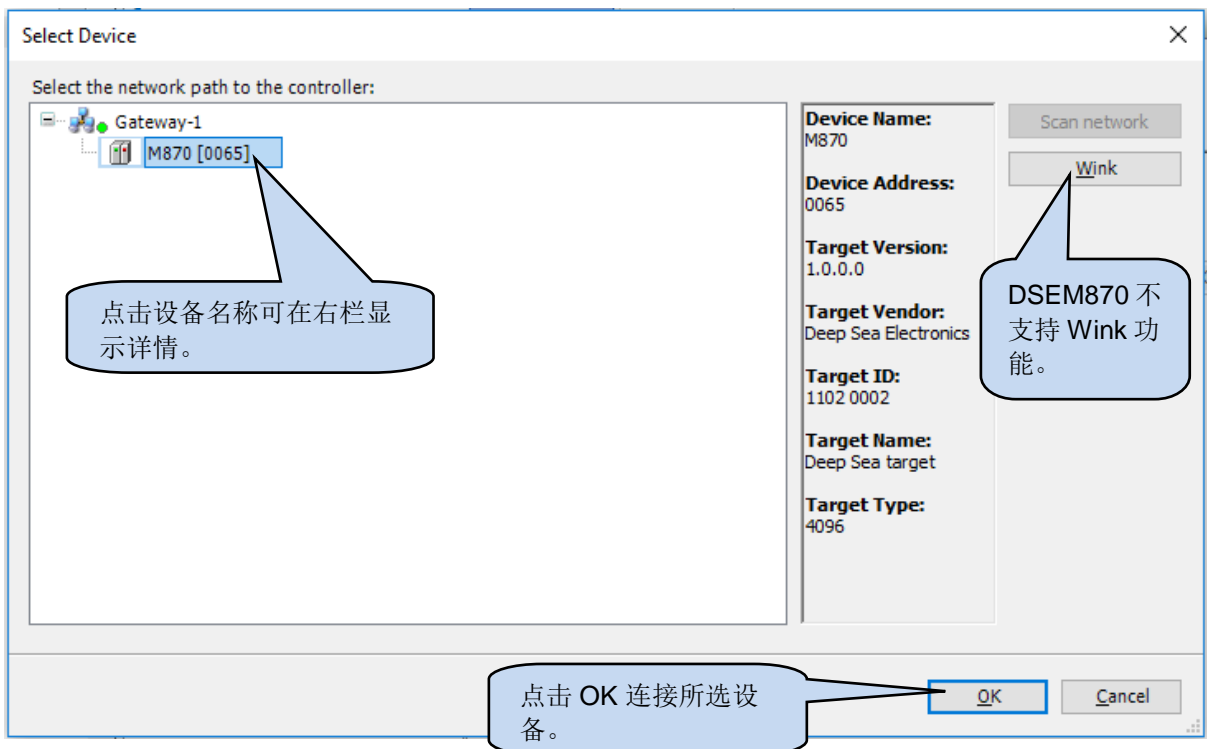 Select Device
Select the network path to the controller:
Gateway-1
M870 [0065]
点击设备名称可在右栏显
示详情。
Device Name:
M870
Device Address:
0065
Target Version:
1.0.0.0
Target Vendor:
Deep Sea Electronics
Target ID:
1102 0002
Target Name:
Deep Sea target
Target Type:
4096
Scan network
Wink
DSEM870 不
支持 Wink 功
能。
点击 OK 连接所选设
备。
OK
Cancel